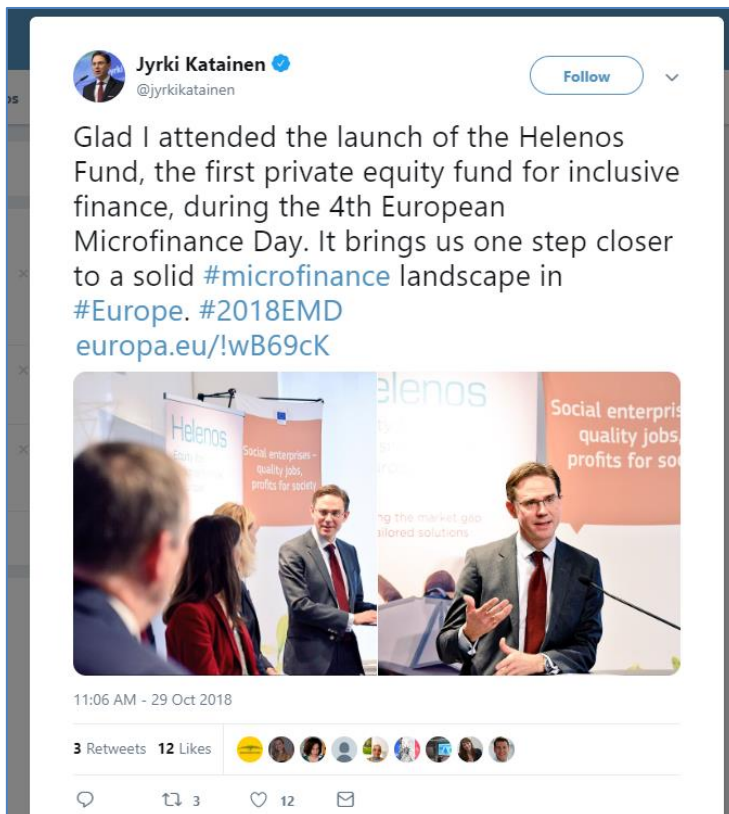 os
Jyrki Katainen
@jyrkikatainen
Follow
Glad I attended the launch of the Helenos
Fund, the first private equity fund for inclusive
finance, during the 4th European
Microfinance Day. It brings us one step closer
to a solid #microfinance landscape in
#Europe. #2018EMD
europa.eu/!wB69cK
Helenos
Social enterprises -
quality jobs,
profits for society
elenos
Social enterpris
quality jobs,
profits for so
ng the market gap
ailored solutions
11:06 AM - 29 Oct 2018
3 Retweets 12 Likes
3 12